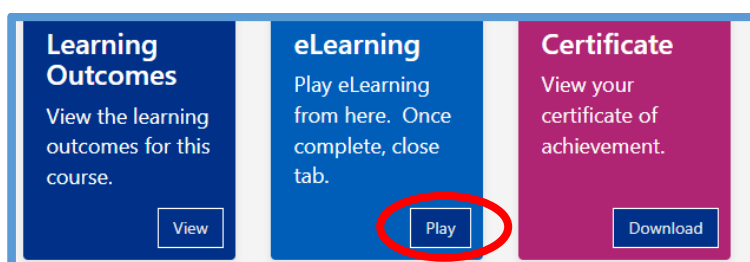 Learning
Outcomes
View the learning
outcomes for this
course.
View
eLearning
Play eLearning
from here. Once
complete, close
tab.
Play
Certificate
View your
certificate of
achievement.
Download